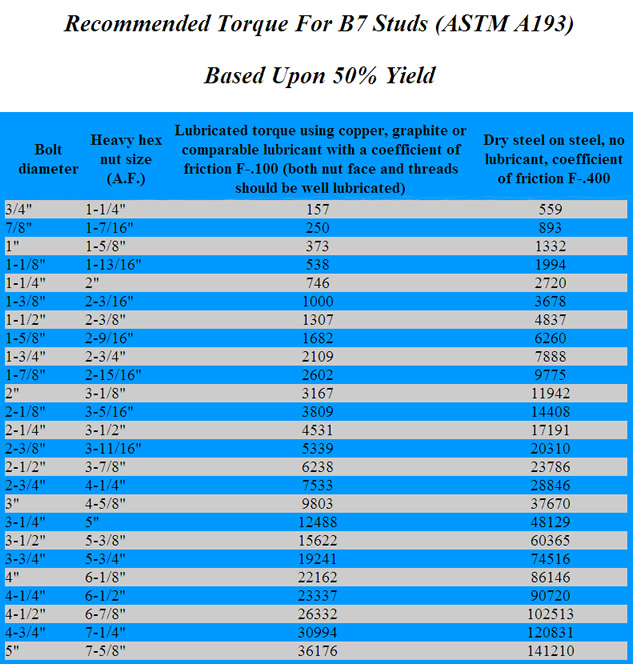 Recommended Torque For B7 Studs (ASTM A193)
Based Upon 50% Yield
Bolt diameter Heavy hex nut size (A.F.) Lubricated torque using copper, graphite or comparable lubricant with a coefficient of friction F-.100 (both nut face and threads should be well lubricated) Dry steel on steel, no lubricant, coefficient of friction F-.400
3/4" 1-1/4" 157 559
7/8" 1-7/16" 250 893
1" 1-5/8" 373 1332
1-1/8" 1-13/16" 538 1994
1-1/4" 2" 746 2720
1-3/8" 2-3/16" 1000 3678
1-1/2" 2-3/8" 1307 4837
1-5/8" 2-9/16" 1682 6260
1-3/4" 2-3/4" 2109 7888
1-7/8" 2-15/16" 2602 9775
2" 3-1/8" 3167 11942
2-1/8" 3-5/16" 3809 14408
2-1/4" 3-1/2" 4531 17191
2-3/8" 3-11/16" 5339 20310
2-1/2" 3-7/8" 6238 23786
2-3/4" 4-1/4" 7533 28846
3" 4-5/8" 9803 37670
3-1/4" 5" 12488 48129
3-1/2" 5-3/8" 15622 60365
3-3/4" 5-3/4" 19241 74516
4" 6-1/8" 22162 86146
4-1/4" 6-1/2" 23337 90720
4-1/2" 6-7/8" 26332 102513
4-3/4" 7-1/4" 30994 120831
5" 7-5/8" 36176 141210